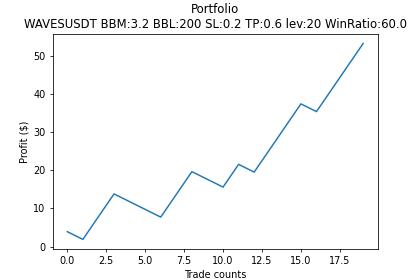 Portfolio
WAVESUSDT BBM:3.2 BBL:200 SL:0.2 TP:0.6 lev:20 WinRatio:60.0
50
40
30
20
10
0
Profit ($)
0.0 2.5 5.0 7.5 10.0 12.5 15.0 17.5
Trade counts